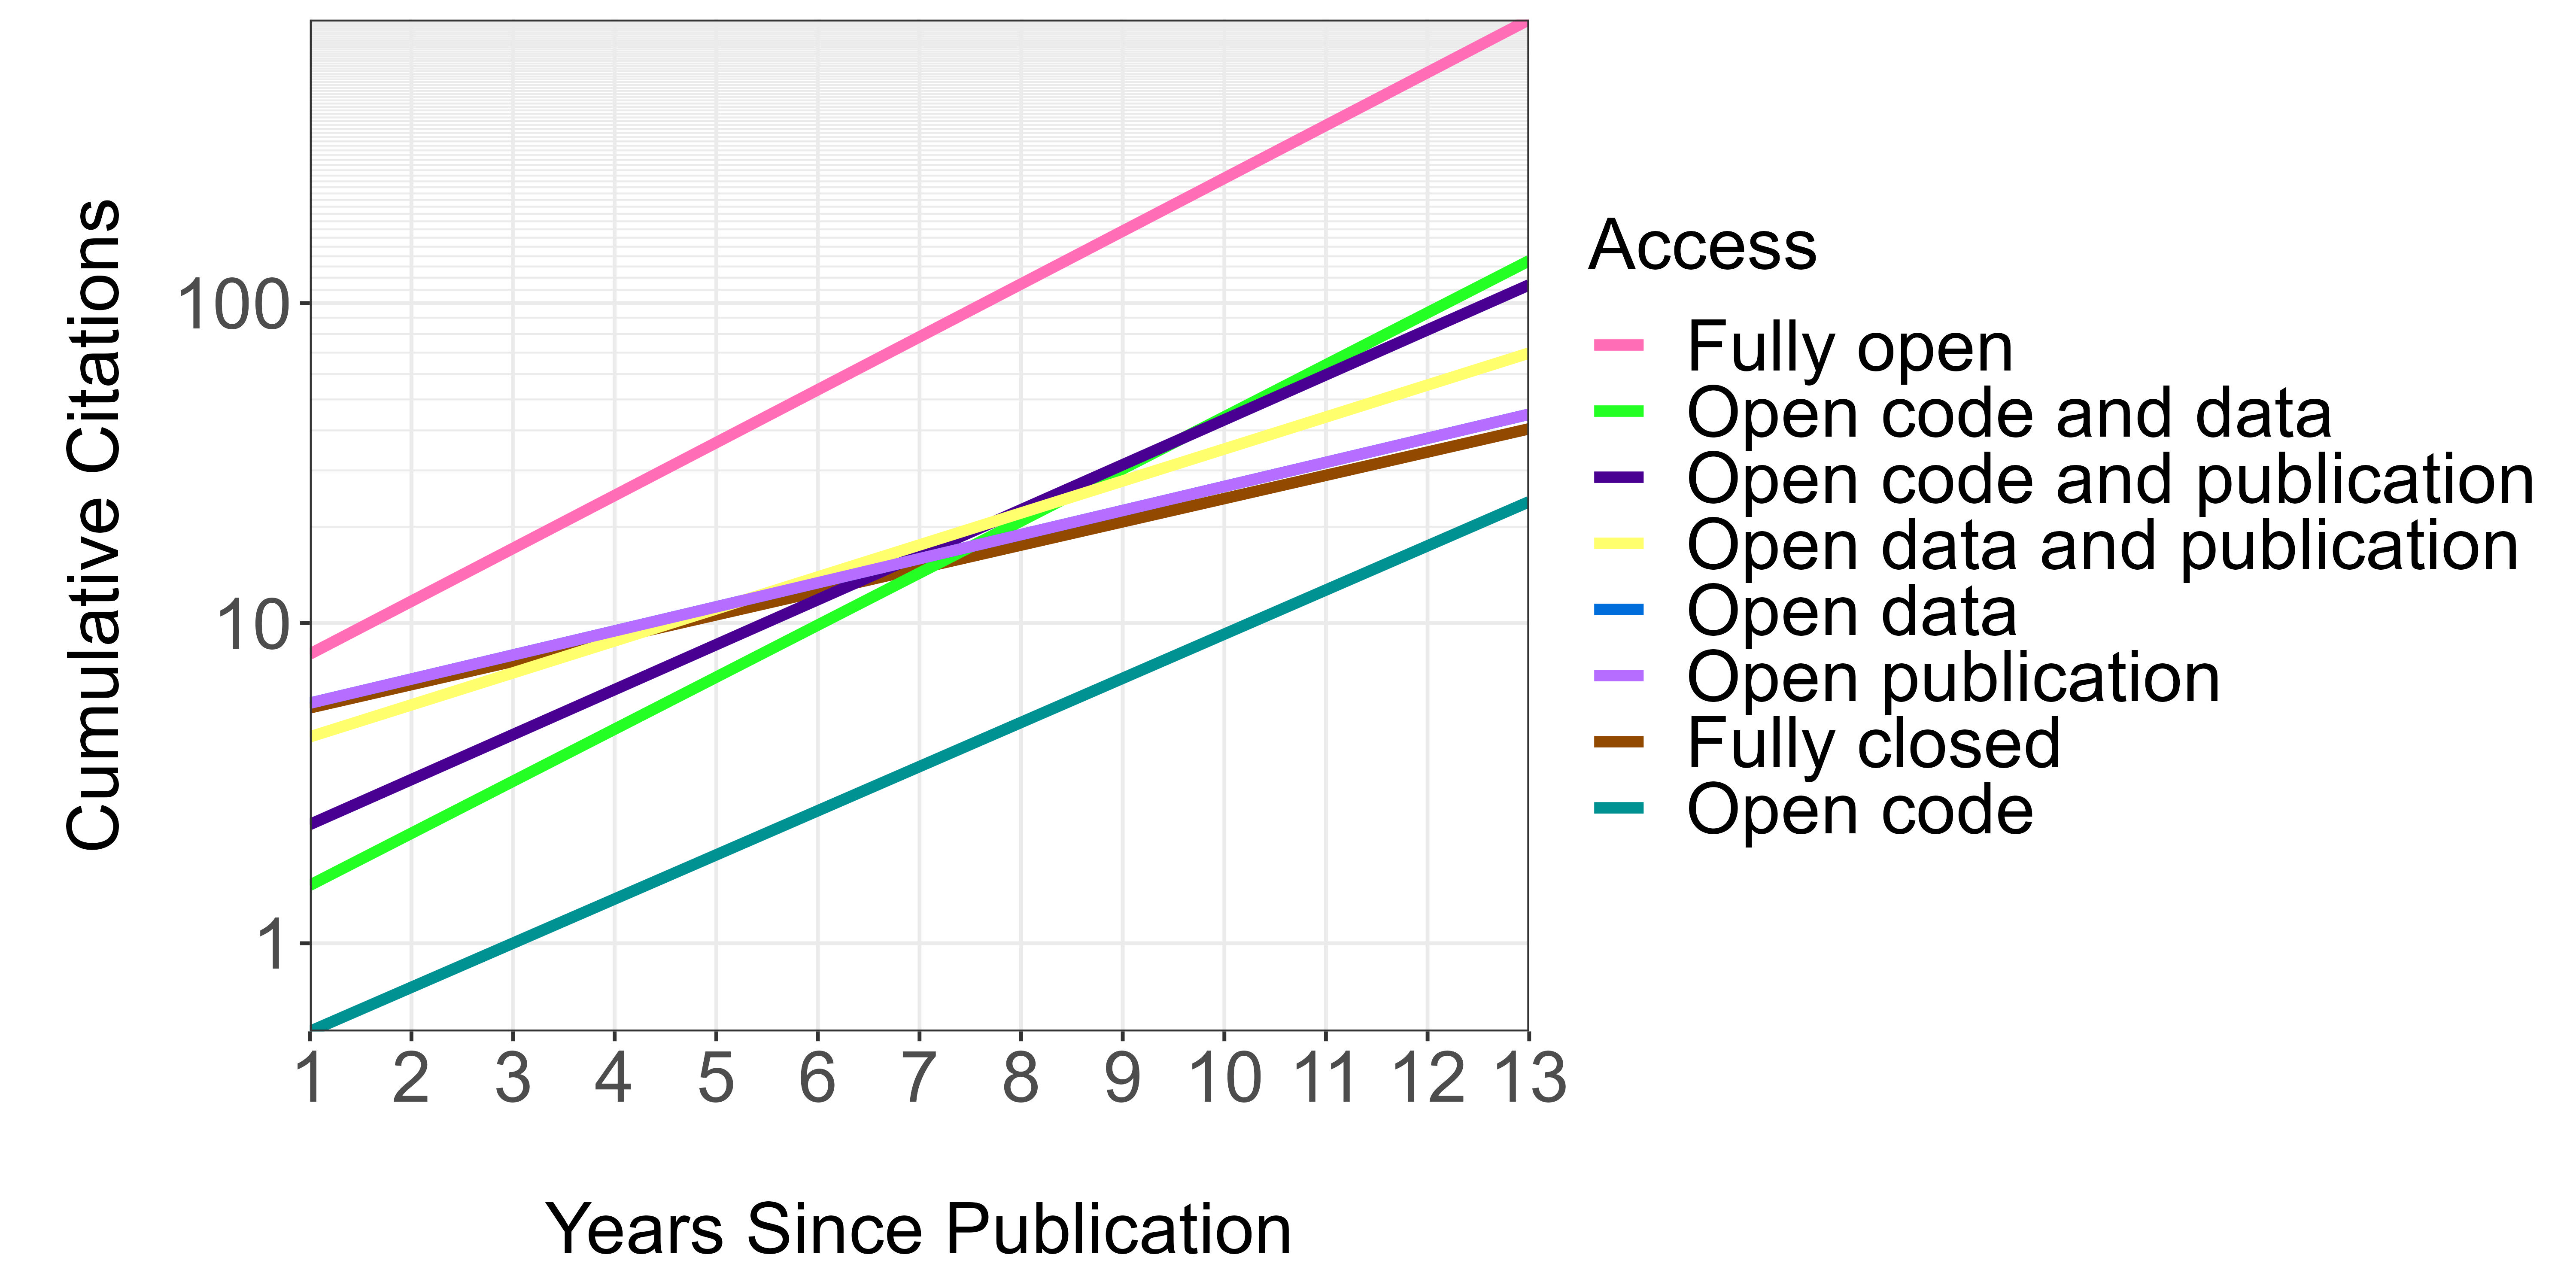 Cumulative Citations
100
10
1
1 2 3 4 5 6 7 8 9 10 11 12 13
Years Since Publication
Access
Fully open
Open code and data
Open code and publication
Open data and publication
Open data
Open publication
Fully closed
Open code